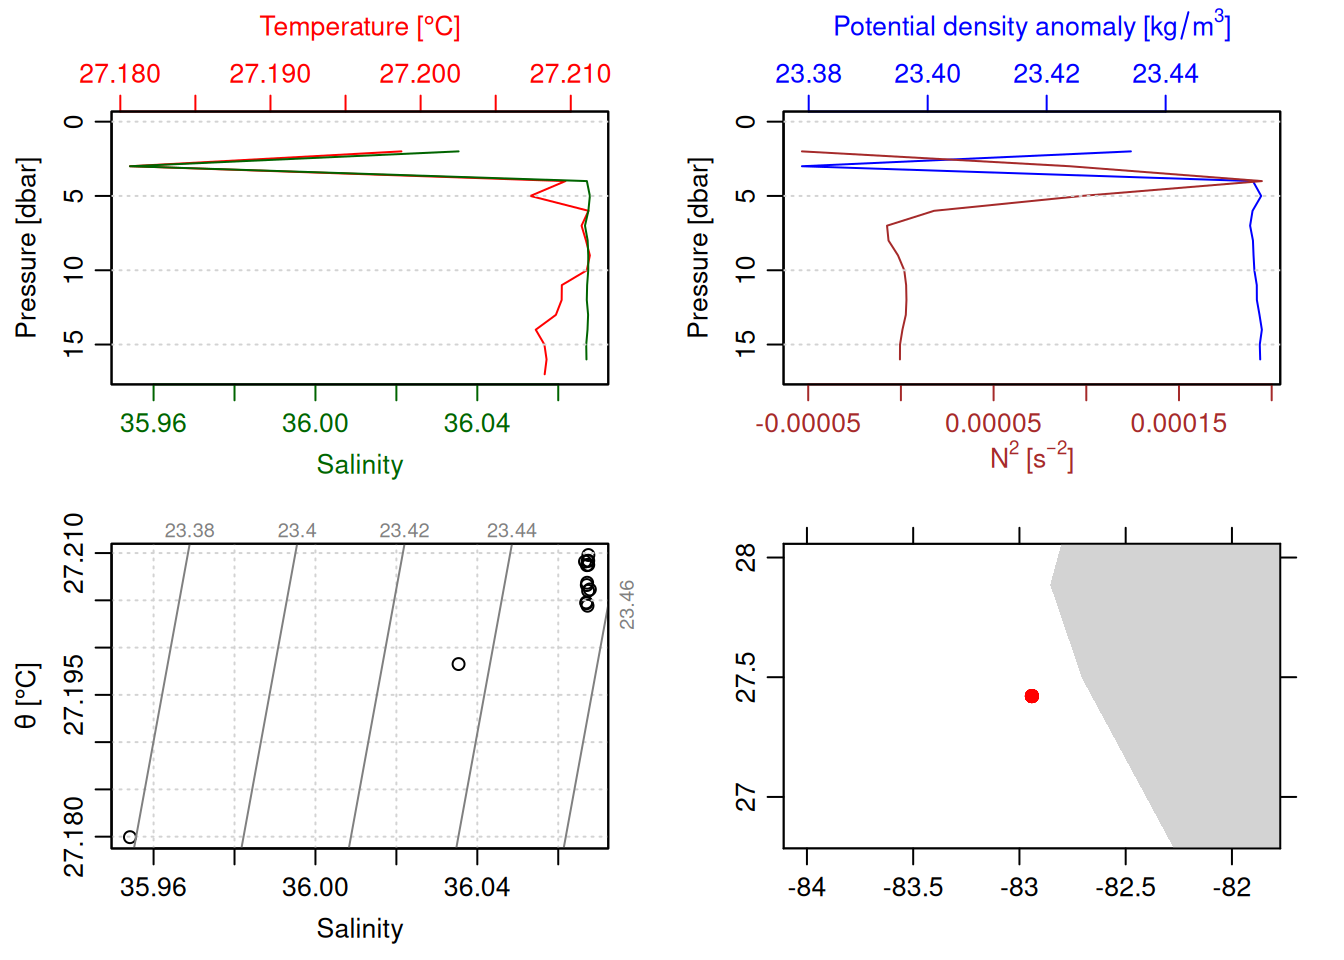 Temperature [°C]
27.180 27.190 27.200 27.210
0
5
10
15
Pressure [dbar]
35.96 36.00 36.04
Salinity
Potential density anomaly [kg/m³]
23.38 23.40 23.42 23.44
0
5
10
15
Pressure [dbar]
-0.00005 0.00005 0.00015
N² [s⁻²]
23.38 23.4 23.42 23.44
23.46
27.210
27.195
27.180
θ [°C]
35.96 36.00 36.04
Salinity
28
27.5
27
-84 -83.5 -83 -82.5 -82